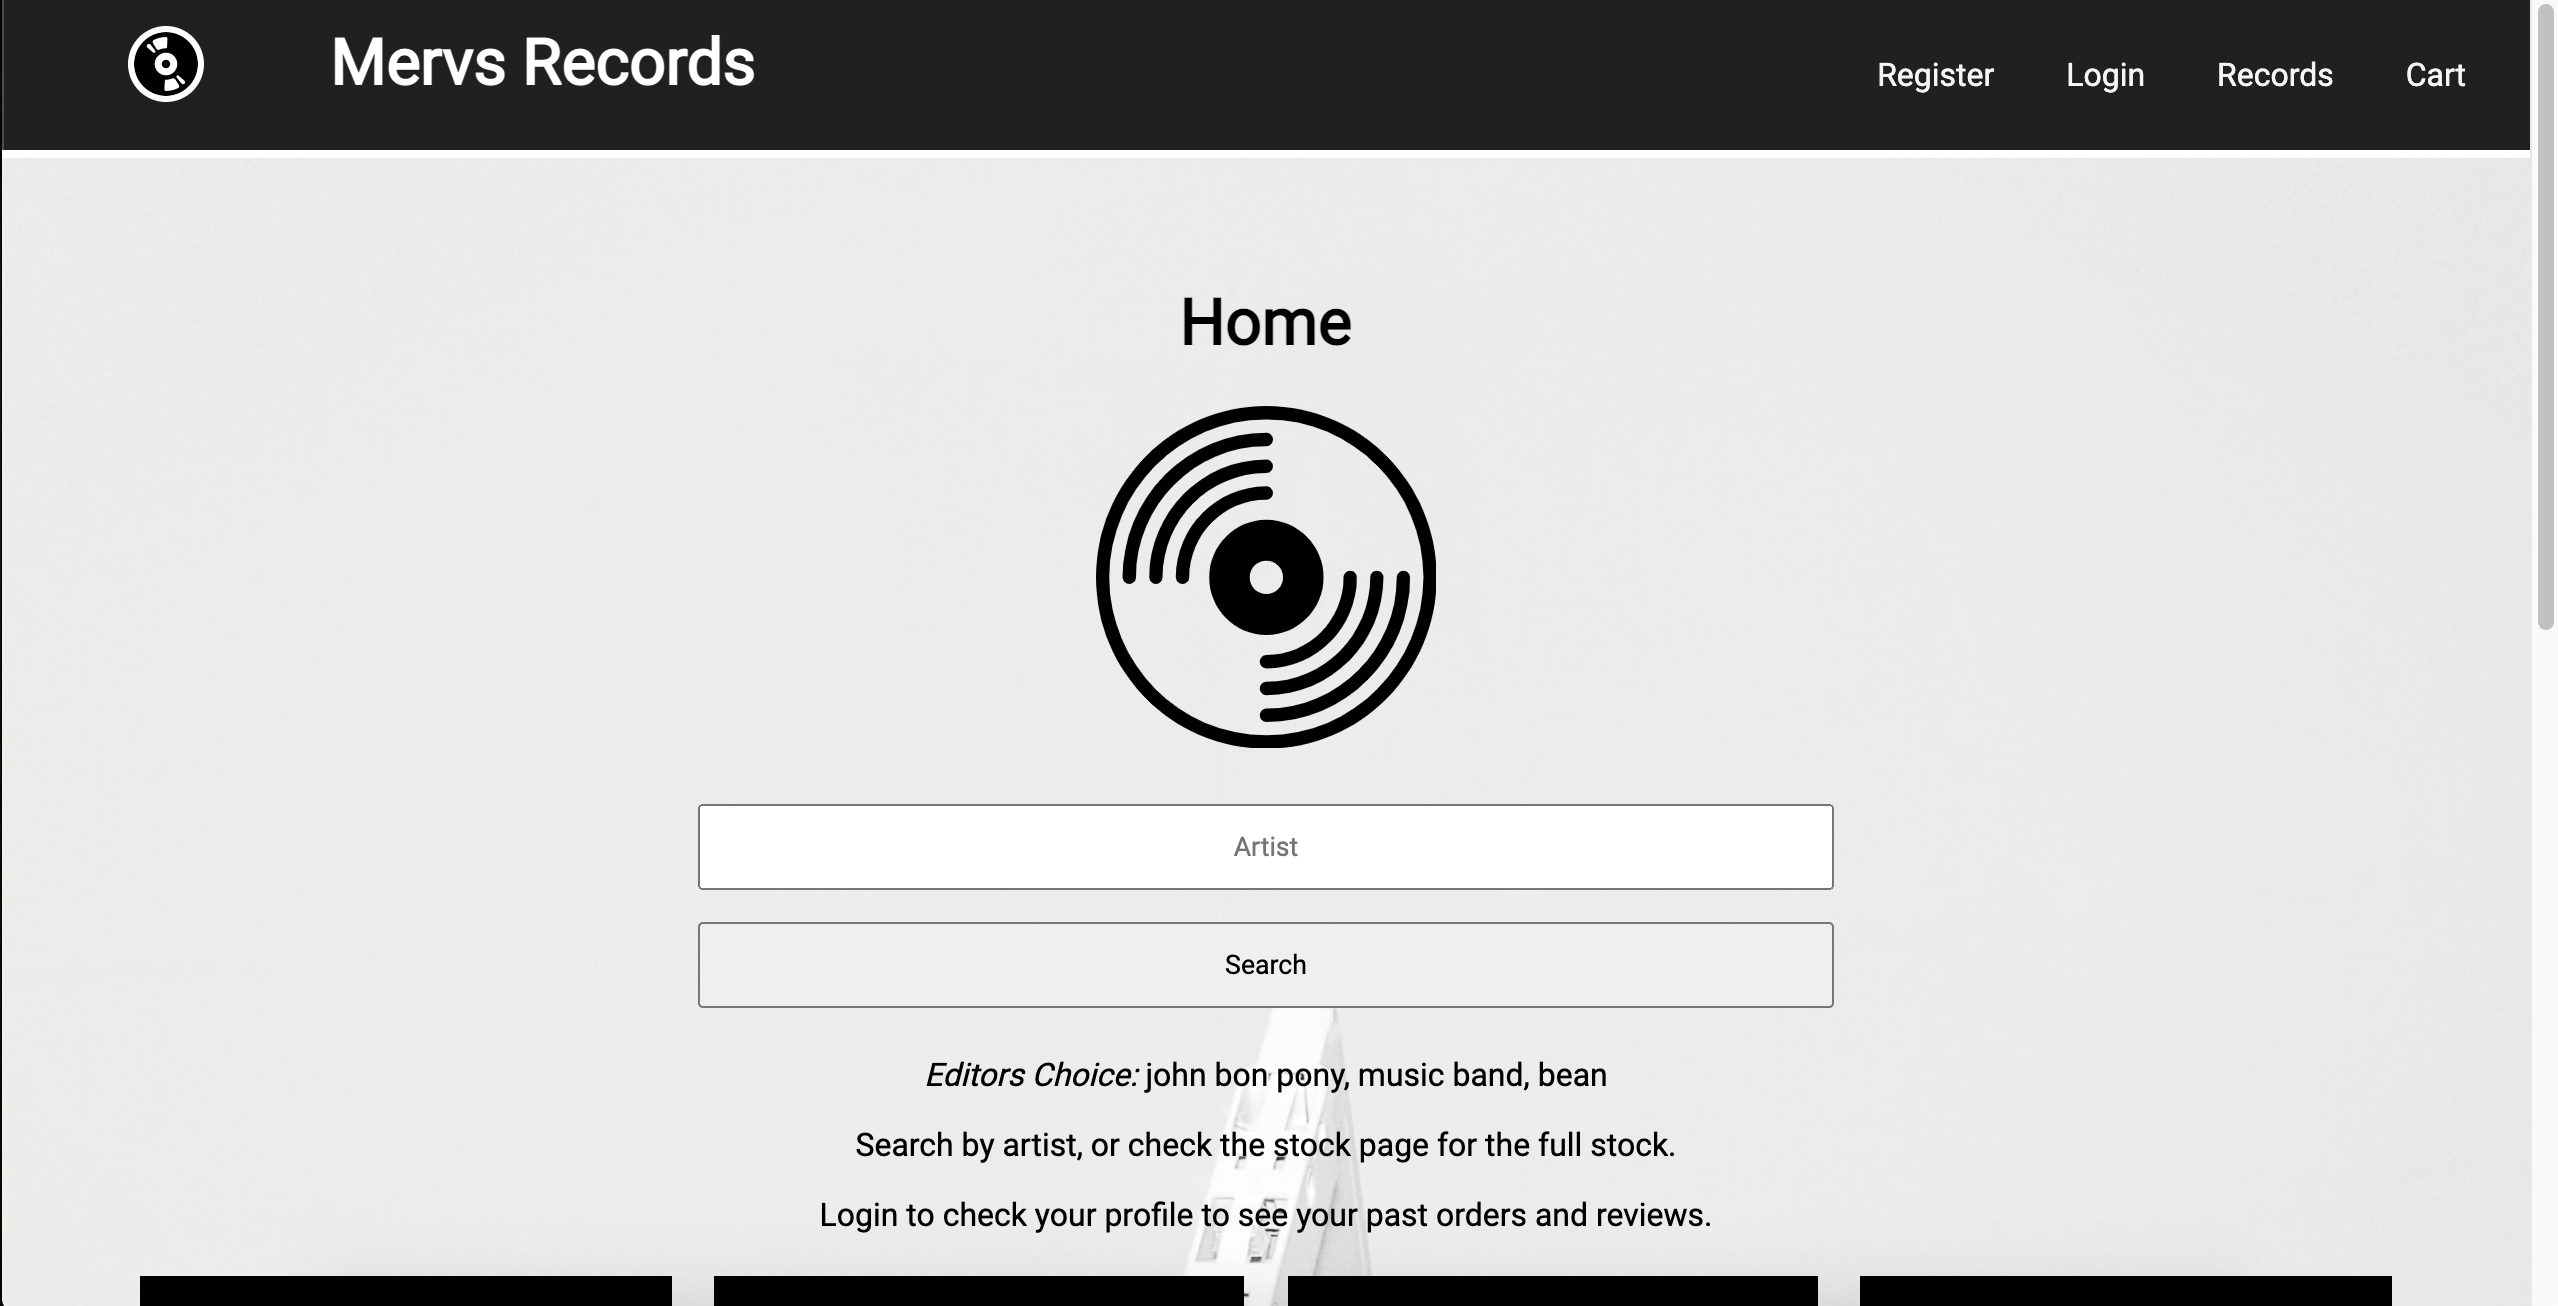 Mervs Records
Register
Login
Records
Cart
Home
Artist
Search
Editors Choice: john bon pony, music band, bean
Search by artist, or check the stock page for the full stock.
Login to check your profile to see your past orders and reviews.